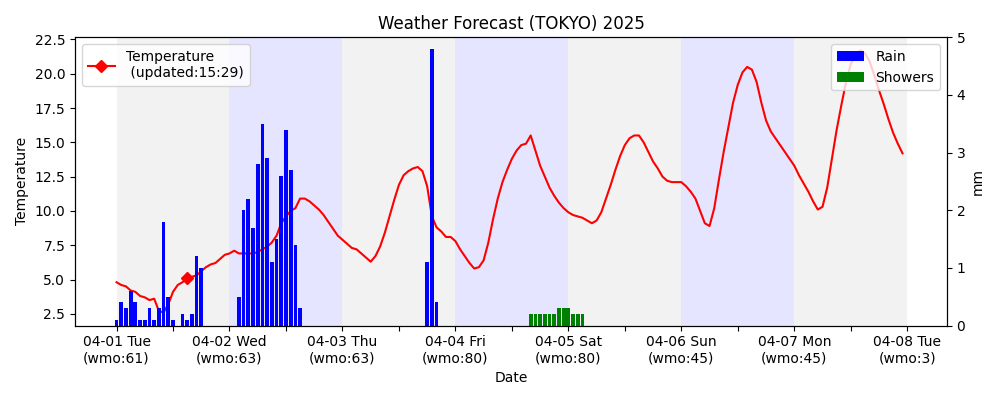 Weather Forecast (TOKYO) 2025
Temperature
(updated:15:29)
Rain
Showers
22.5
20.0
17.5
15.0
12.5
10.0
7.5
5.0
2.5
Temperature
5
4
3
2
1
0
mm
04-01 Tue 04-02 Wed 04-03 Thu 04-04 Fri 04-05 Sat 04-06 Sun 04-07 Mon 04-08 Tue
(wmo:61) (wmo:63) (wmo:63) (wmo:80) (wmo:80) (wmo:45) (wmo:45) (wmo:3)
Date